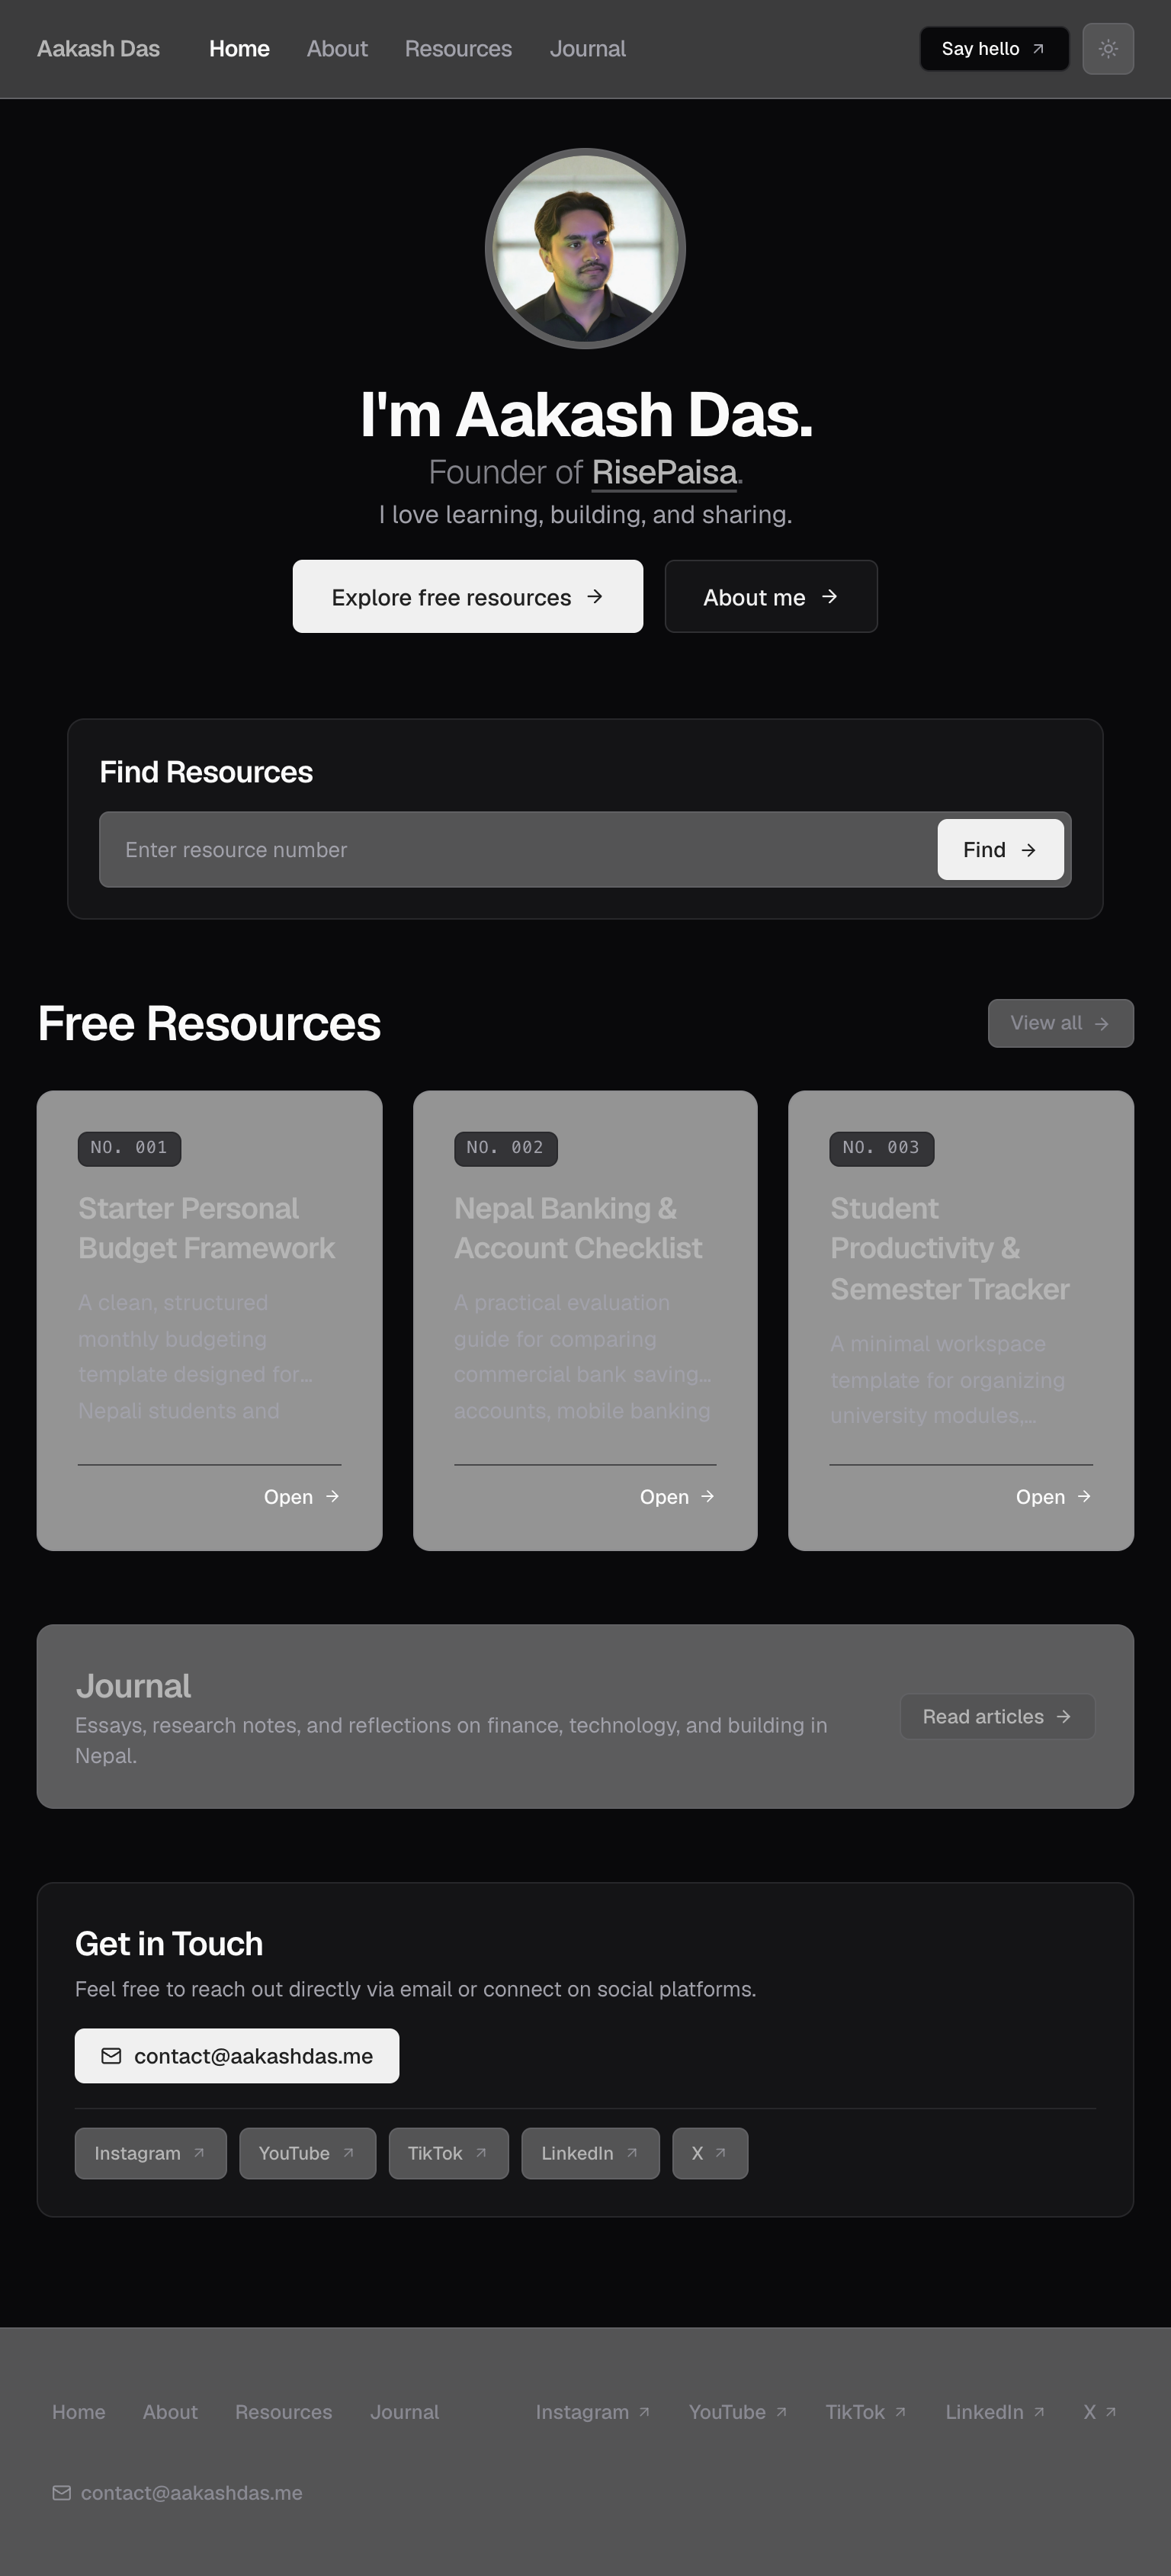 Aakash Das Home About Resources Journal Say hello
I'm Aakash Das.
Founder of RisePaisa.
I love learning, building, and sharing.
Explore free resources About me
Find Resources
Enter resource number Find
Free Resources View all
NO. 001
Starter Personal
Budget Framework
A clean, structured
monthly budgeting
template designed for...
Nepali students and
Open
NO. 002
Nepal Banking &
Account Checklist
A practical evaluation
guide for comparing
commercial bank saving...
accounts, mobile banking
Open
NO. 003
Student
Productivity &
Semester Tracker
A minimal workspace
template for organizing
university modules,...
Open
Journal
Essays, research notes, and reflections on finance, technology, and building in
Nepal.
Read articles
Get in Touch
Feel free to reach out directly via email or connect on social platforms.
contact@aakashdas.me
Instagram YouTube TikTok LinkedIn X
Home About Resources Journal Instagram YouTube TikTok LinkedIn X
contact@aakashdas.me